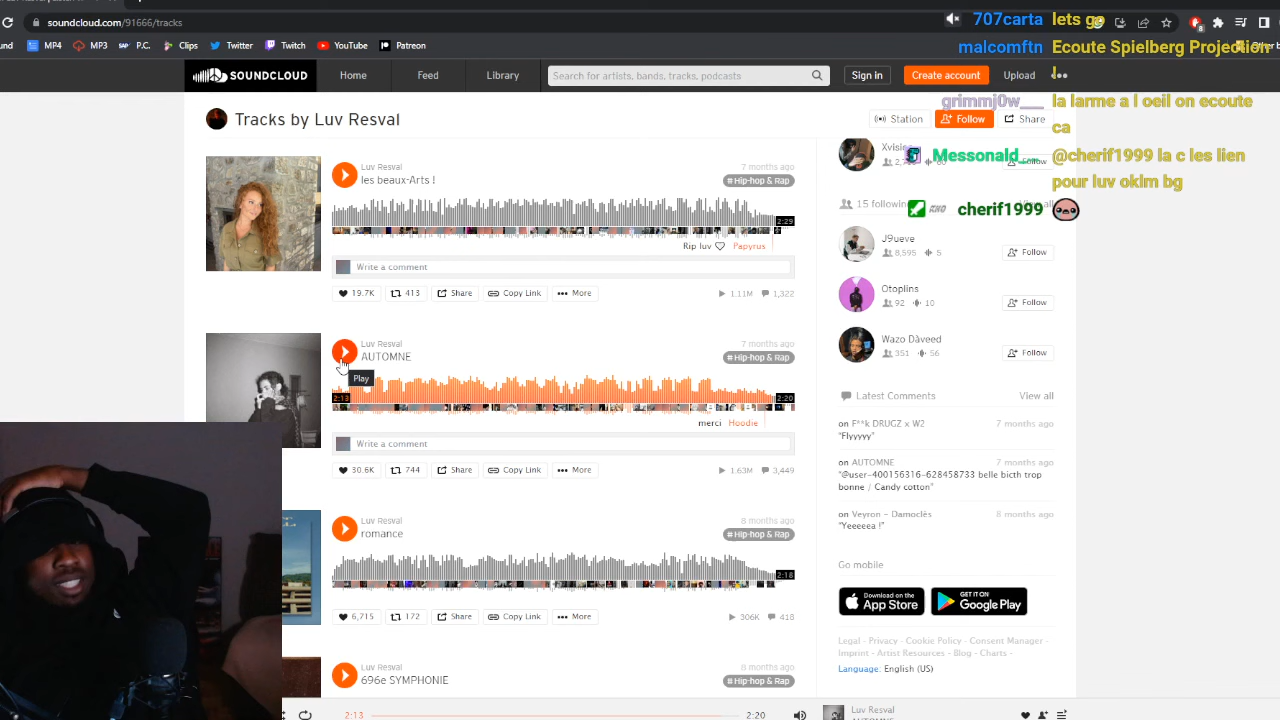 soundcloud.com/91666/tracks
und MP4 MP3 P.C. Clips Twitter Twitch YouTube Patreon
SOUNDCLOUD Home Feed Library Search for artists, bands, tracks, podcasts Sign in Create account Upload
707carta lets go
malcomftn Ecoute Spielberg Projection
!
grimmj0w__ la larme a l oeil on ecoute
ca
Messonald__ @cherif1999 la c les lien
pour luv oklm bg
cherif1999
Tracks by Luv Resval
Station Follow Share
Luv Resval 7 months ago
les beaux-Arts ! # Hip-hop & Rap
2:29
Rip luv ♡ Papyrus
Write a comment
19.7K 413 Share Copy Link More 1.11M 1,322
Luv Resval 7 months ago
AUTOMNE # Hip-hop & Rap
Play
2:13 2:20
merci Hoodie
Write a comment
30.6K 744 Share Copy Link More 1.63M 3,449
Luv Resval 8 months ago
romance # Hip-hop & Rap
2:18
6,715 172 Share Copy Link More 306K 418
Luv Resval 8 months ago
696e SYMPHONIE # Hip-hop & Rap
Follow
15 following View all
J9ueve
8,595 5 Follow
Otoplins
92 10 Follow
Wazo Dàveed
351 56 Follow
Latest Comments View all
on F**k DRUGZ x W2 7 months ago
"Flyyyyy"
on AUTOMNE 7 months ago
"@user-400156316-628458733 belle bicth trop
bonne / Candy cotton"
on Veyron - Damoclès 8 months ago
"Yeeeeea !"
Go mobile
Download on the App Store GET IT ON Google Play
Legal - Privacy - Cookie Policy - Consent Manager -
Imprint - Artist Resources - Blog - Charts -
Language: English (US)
2:13 2:20 Luv Resval
AUTOMNE